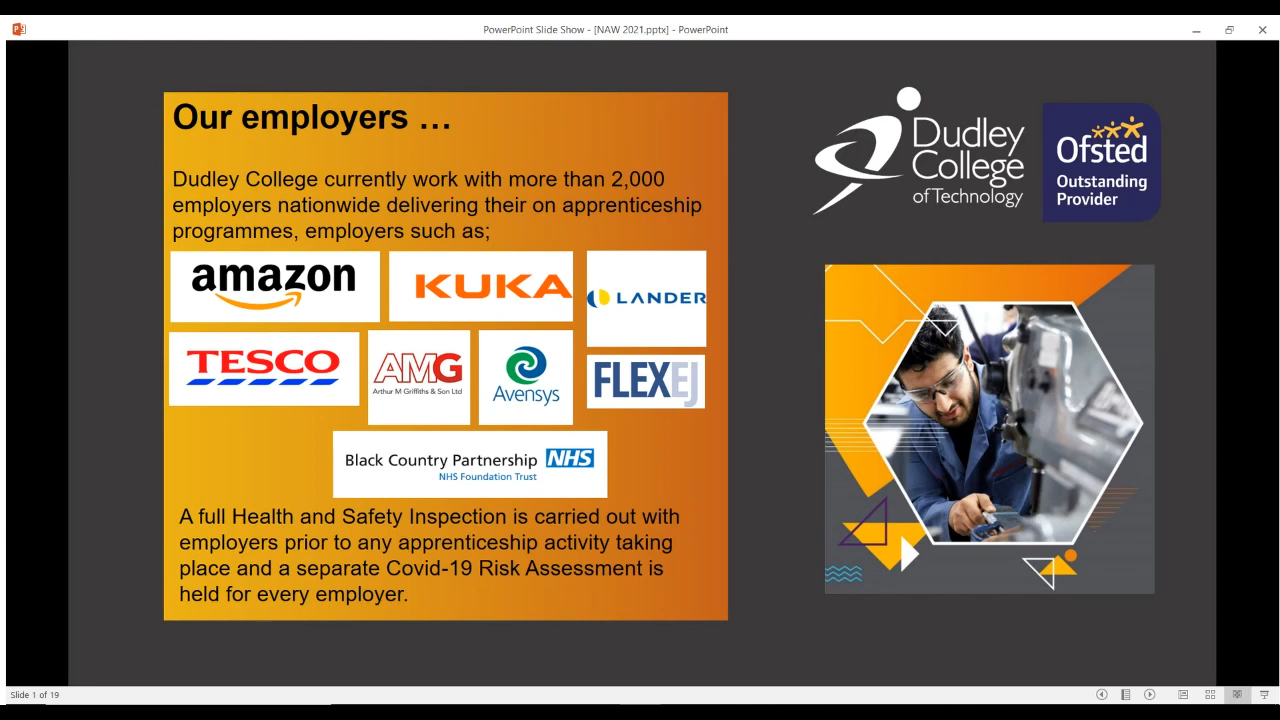 PowerPoint Slide Show - [NAW 2021.pptx] - PowerPoint
Our employers …
Dudley College currently work with more than 2,000
employers nationwide delivering their on apprenticeship
programmes, employers such as;
amazon
KUKA
LANDER
TESCO
AMG
Arthur M Griffiths & Son Ltd
Avensys
FLEXEJ
Black Country Partnership NHS
NHS Foundation Trust
A full Health and Safety Inspection is carried out with
employers prior to any apprenticeship activity taking
place and a separate Covid-19 Risk Assessment is
held for every employer.
Dudley
College
of Technology
Ofsted
Outstanding
Provider
Slide 1 of 19